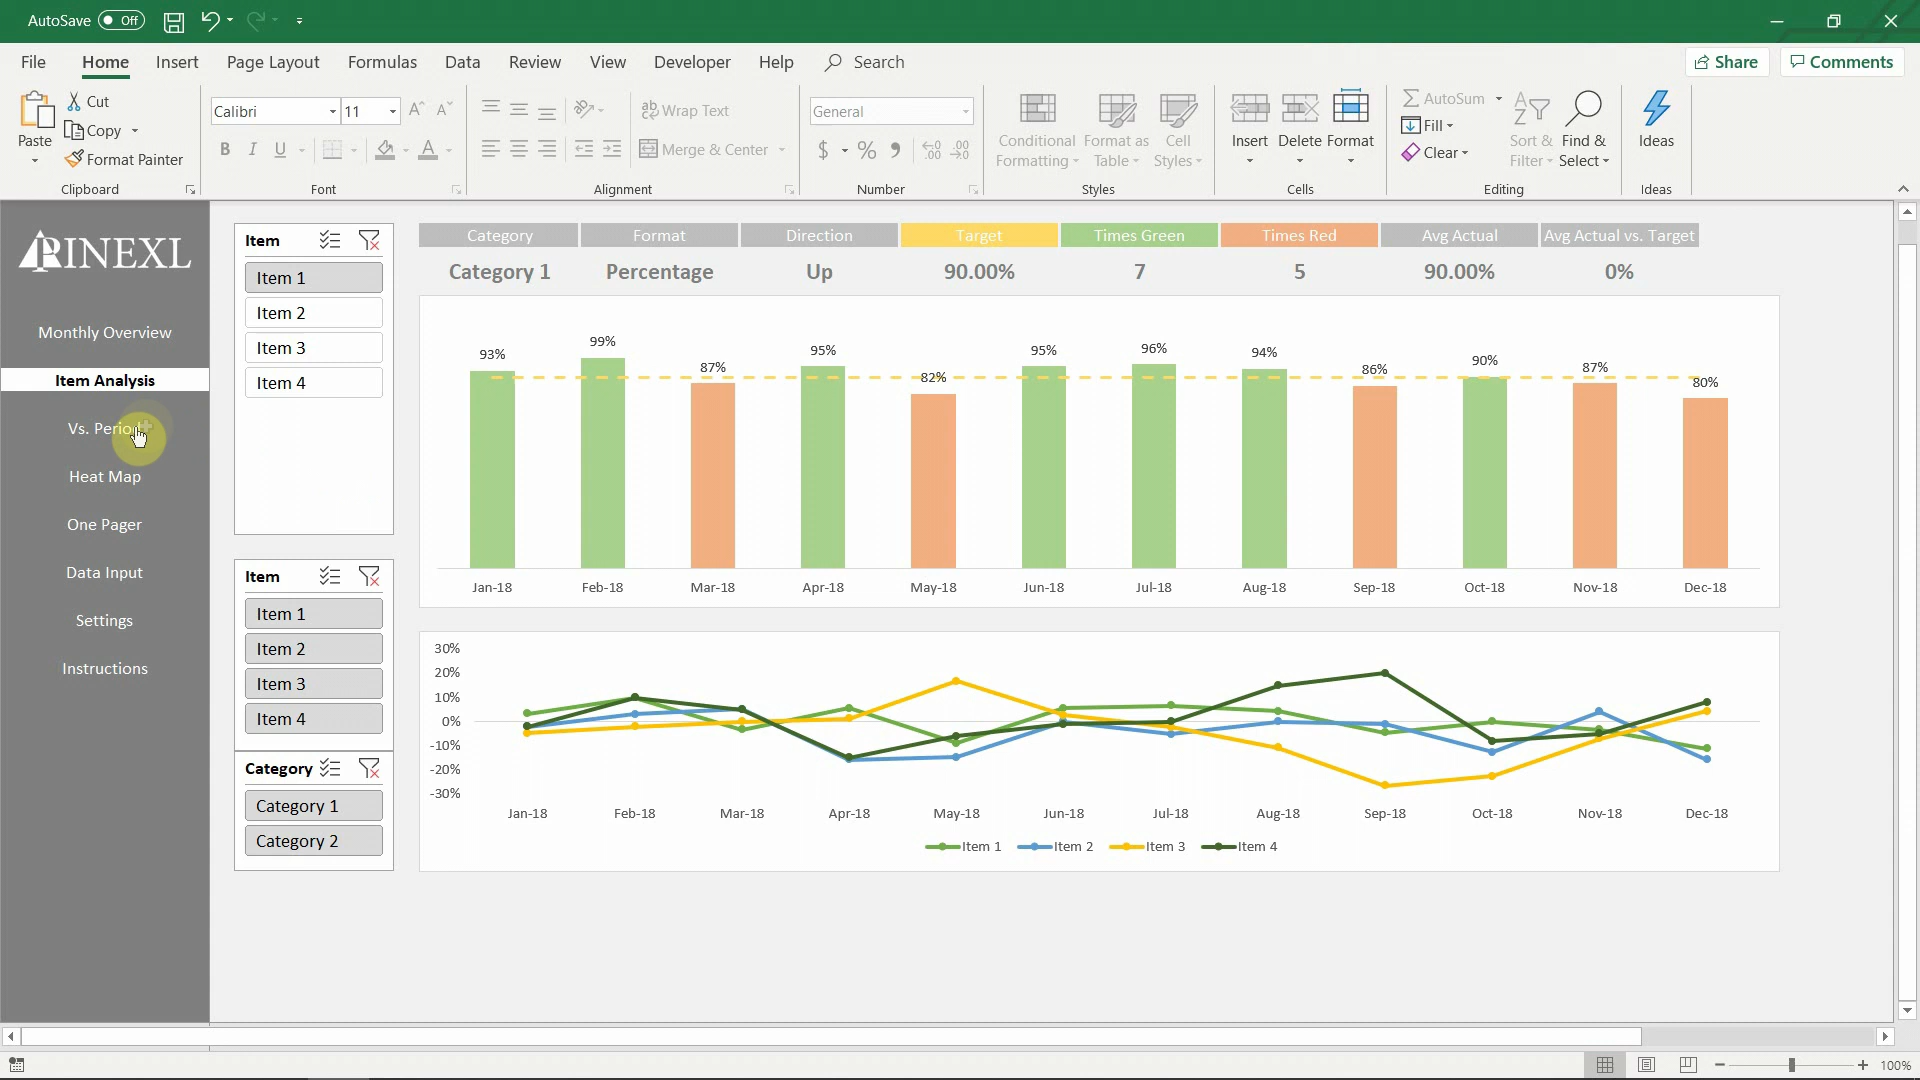 AutoSave Off
File Home Insert Page Layout Formulas Data Review View Developer Help Search Share Comments
Paste Cut Copy Format Painter Clipboard
Calibri 11 B I U A Font
Wrap Text Merge & Center Alignment
General $ % Number
Conditional Formatting Format as Table Cell Styles Styles
Insert Delete Format Cells
AutoSum Fill Clear Sort & Filter Find & Select Editing
Ideas Ideas
PINEXL
Monthly Overview
Item Analysis
Heat Map
One Pager
Data Input
Settings
Instructions
Item
Item 1
Item 2
Item 3
Item 4
Item
Item 1
Item 2
Item 3
Item 4
Category
Category 1
Category 2
Category Format Direction Target Times Green Times Red Avg Actual Avg Actual vs. Target
Category 1 Percentage Up 90.00% 7 5 90.00% 0%
93% 99% 87% 95% 82% 95% 96% 94% 86% 90% 87% 80%
Jan-18 Feb-18 Mar-18 Apr-18 May-18 Jun-18 Jul-18 Aug-18 Sep-18 Oct-18 Nov-18 Dec-18
30%
20%
10%
0%
-10%
-20%
-30%
Jan-18 Feb-18 Mar-18 Apr-18 May-18 Jun-18 Jul-18 Aug-18 Sep-18 Oct-18 Nov-18 Dec-18
Item 1 Item 2 Item 3 Item 4
100%